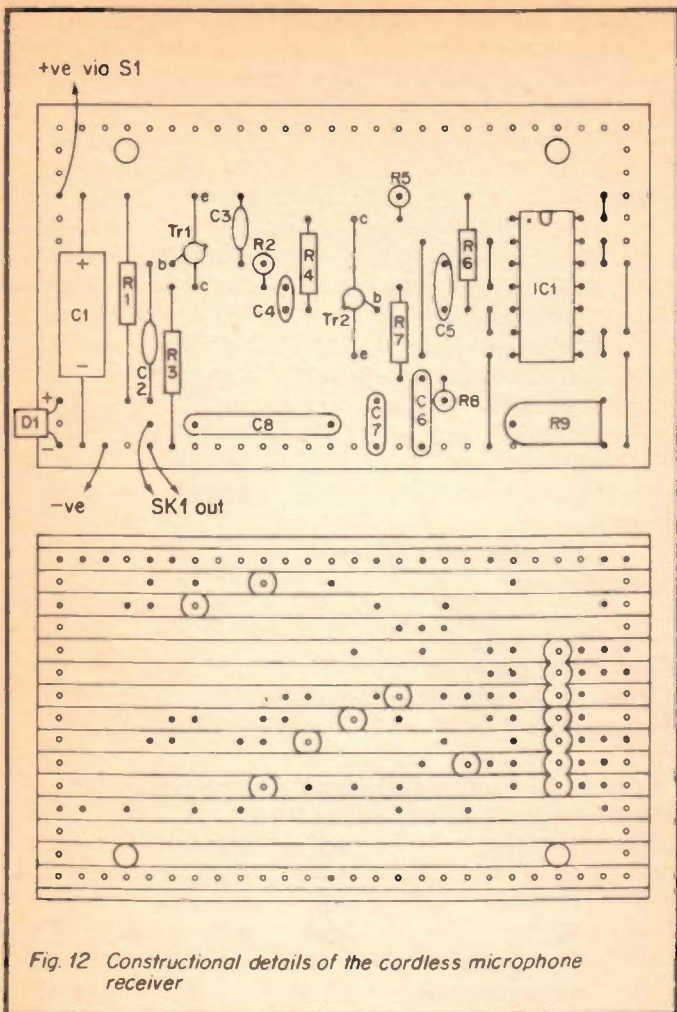 +ve via S1
e
R5
c
C3
Tr1
R2
R4
R6
b
+
C1
R1
c
C4
Tr2
b
C5
IC1
R7
C2
R3
e
−
+
D1
C8
C7
C6
R8
R9
−
−ve
SK1 out
Fig. 12 Constructional details of the cordless microphone
receiver